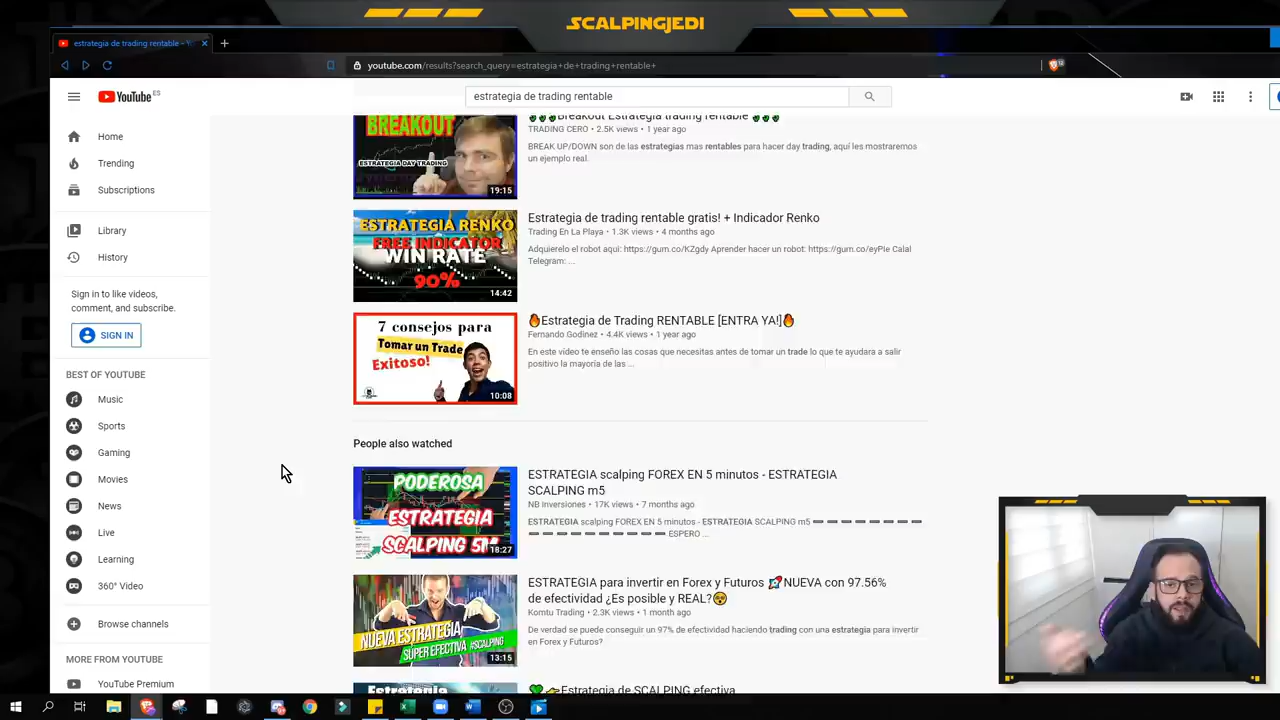 SCALPINGJEDI
estrategia de trading rentable - Yo
youtube.com/results?search_query=estrategia+de+trading+rentable+
YouTube ES
estrategia de trading rentable
Home
Trending
Subscriptions
Library
History
Sign in to like videos,
comment, and subscribe.
SIGN IN
BEST OF YOUTUBE
Music
Sports
Gaming
Movies
News
Live
Learning
360° Video
Browse channels
MORE FROM YOUTUBE
YouTube Premium
BREAKOUT
ESTRATEGIA DAY TRADING
19:15
Breakout Estrategia trading rentable
TRADING CERO • 2.5K views • 1 year ago
BREAK UP/DOWN son de las estrategias mas rentables para hacer day trading, aquí les mostraremos
un ejemplo real.
ESTRATEGIA RENKO
FREE INDICATOR
WIN RATE
90%
14:42
Estrategia de trading rentable gratis! + Indicador Renko
Trading En La Playa • 1.3K views • 4 months ago
Adquierelo el robot aqui: https://gum.co/KZgdy Aprender hacer un robot: https://gum.co/eyPie Calal
Telegram: ...
7 consejos para
Tomar un Trade
Exitoso!
10:08
🔥Estrategia de Trading RENTABLE [ENTRA YA!]🔥
Fernando Godinez • 4.4K views • 1 year ago
En este video te enseño las cosas que necesitas antes de tomar un trade lo que te ayudara a salir
positivo la mayoría de las ...
People also watched
PODEROSA
ESTRATEGIA
SCALPING 5M
18:27
ESTRATEGIA scalping FOREX EN 5 minutos - ESTRATEGIA
SCALPING m5
NB inversiones • 17K views • 7 months ago
ESTRATEGIA scalping FOREX EN 5 minutos - ESTRATEGIA SCALPING m5 ➖➖➖➖➖➖➖
➖➖➖➖➖➖➖➖➖ ESPERO ...
NUEVA ESTRATEGIA
SUPER EFECTIVA #SCALPING
13:15
ESTRATEGIA para invertir en Forex y Futuros 🚀NUEVA con 97.56%
de efectividad ¿Es posible y REAL?😲
Komtu Trading • 2.3K views • 1 month ago
De verdad se puede conseguir un 97% de efectividad haciendo trading con una estrategia para invertir
en Forex y Futuros?
Estrategia
💚👉Estrategia de SCALPING efectiva